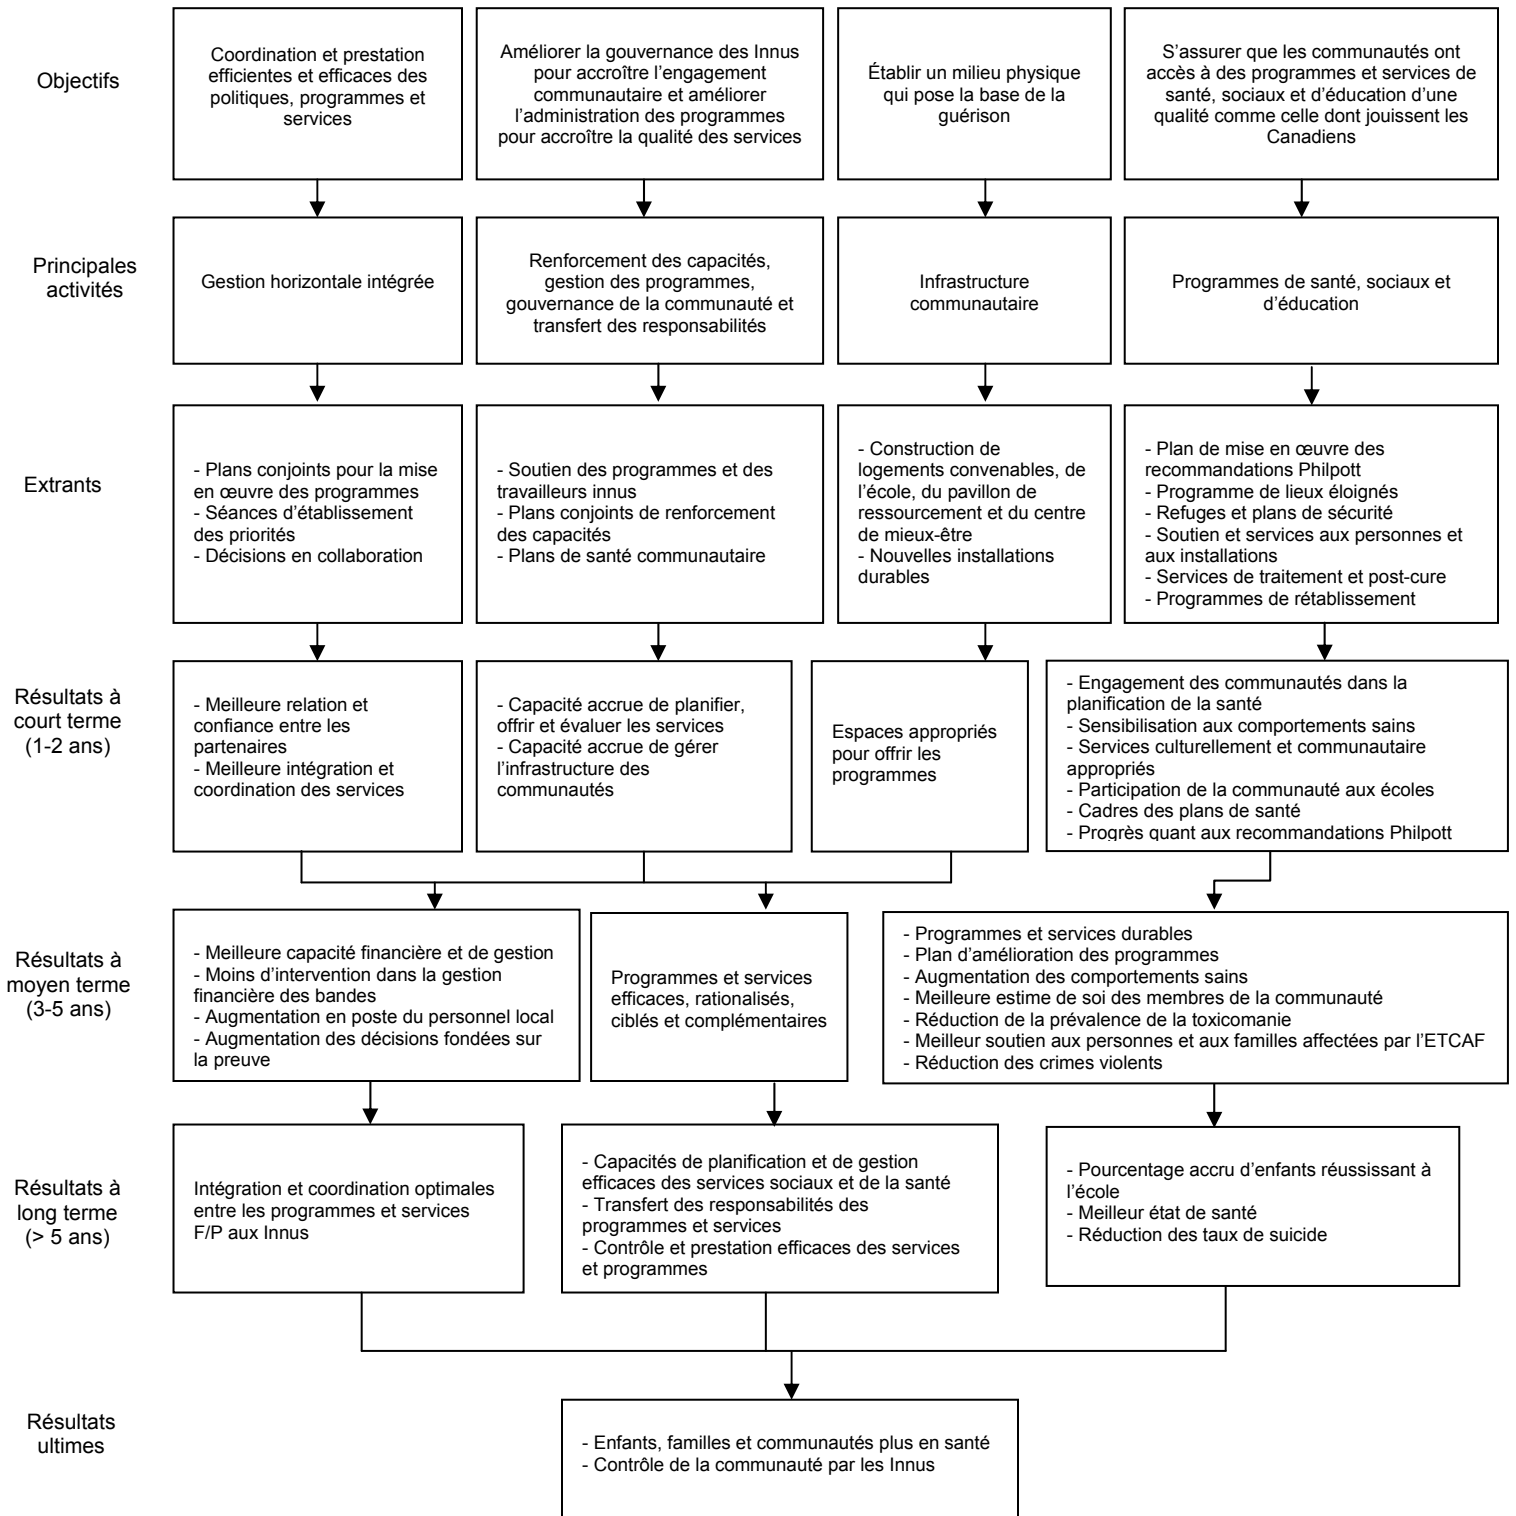 Objectifs
Coordination et prestation
efficientes et efficaces des
politiques, programmes et
services
Améliorer la gouvernance des Innus
pour accroître l’engagement
communautaire et améliorer
l’administration des programmes
pour accroître la qualité des services
Établir un milieu physique
qui pose la base de la
guérison
S’assurer que les communautés ont
accès à des programmes et services de
santé, sociaux et d’éducation d’une
qualité comme celle dont jouissent les
Canadiens
Principales
activités
Gestion horizontale intégrée
Renforcement des capacités,
gestion des programmes,
gouvernance de la communauté et
transfert des responsabilités
Infrastructure
communautaire
Programmes de santé, sociaux et
d’éducation
Extrants
- Plans conjoints pour la mise
en œuvre des programmes
- Séances d’établissement
des priorités
- Décisions en collaboration
- Soutien des programmes et des
travailleurs innus
- Plans conjoints de renforcement
des capacités
- Plans de santé communautaire
- Construction de
logements convenables, de
l’école, du pavillon de
ressourcement et du centre
de mieux-être
- Nouvelles installations
durables
- Plan de mise en œuvre des
recommandations Philpott
- Programme de lieux éloignés
- Refuges et plans de sécurité
- Soutien et services aux personnes et
aux installations
- Services de traitement et post-cure
- Programmes de rétablissement
Résultats à
court terme
(1-2 ans)
- Meilleure relation et
confiance entre les
partenaires
- Meilleure intégration et
coordination des services
- Capacité accrue de planifier,
offrir et évaluer les services
- Capacité accrue de gérer
l’infrastructure des
communautés
Espaces appropriés
pour offrir les
programmes
- Engagement des communautés dans la
planification de la santé
- Sensibilisation aux comportements sains
- Services culturellement et communautaire
appropriés
- Participation de la communauté aux écoles
- Cadres des plans de santé
- Progrès quant aux recommandations Philpott
Résultats à
moyen terme
(3-5 ans)
- Meilleure capacité financière et de gestion
- Moins d’intervention dans la gestion
financière des bandes
- Augmentation en poste du personnel local
- Augmentation des décisions fondées sur
la preuve
Programmes et services
efficaces, rationalisés,
ciblés et complémentaires
- Programmes et services durables
- Plan d’amélioration des programmes
- Augmentation des comportements sains
- Meilleure estime de soi des membres de la communauté
- Réduction de la prévalence de la toxicomanie
- Meilleur soutien aux personnes et aux familles affectées par l’ETCAF
- Réduction des crimes violents
Résultats à
long terme
(> 5 ans)
Intégration et coordination optimales
entre les programmes et services
F/P aux Innus
- Capacités de planification et de gestion
efficaces des services sociaux et de la santé
- Transfert des responsabilités des
programmes et services
- Contrôle et prestation efficaces des services
et programmes
- Pourcentage accru d’enfants réussissant à
l’école
- Meilleur état de santé
- Réduction des taux de suicide
Résultats
ultimes
- Enfants, familles et communautés plus en santé
- Contrôle de la communauté par les Innus